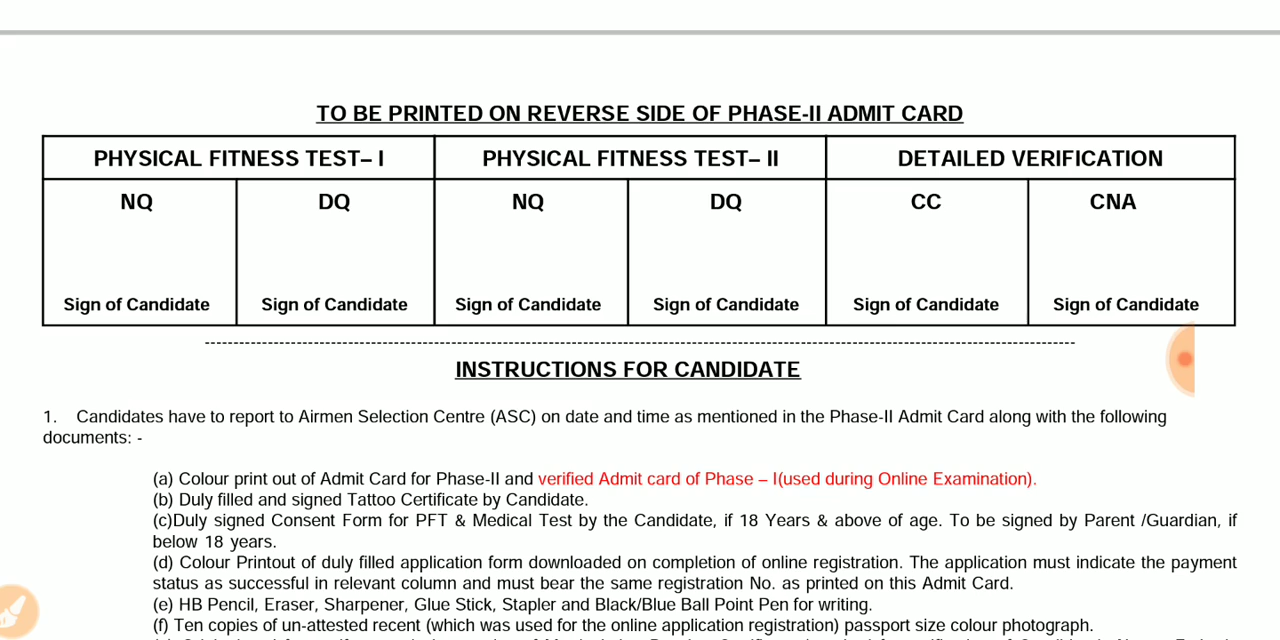 TO BE PRINTED ON REVERSE SIDE OF PHASE-II ADMIT CARD
PHYSICAL FITNESS TEST– I PHYSICAL FITNESS TEST– II DETAILED VERIFICATION
NQ DQ NQ DQ CC CNA
Sign of Candidate Sign of Candidate Sign of Candidate Sign of Candidate Sign of Candidate Sign of Candidate
INSTRUCTIONS FOR CANDIDATE
1. Candidates have to report to Airmen Selection Centre (ASC) on date and time as mentioned in the Phase-II Admit Card along with the following
documents: -
(a) Colour print out of Admit Card for Phase-II and verified Admit card of Phase – I(used during Online Examination).
(b) Duly filled and signed Tattoo Certificate by Candidate.
(c)Duly signed Consent Form for PFT & Medical Test by the Candidate, if 18 Years & above of age. To be signed by Parent /Guardian, if
below 18 years.
(d) Colour Printout of duly filled application form downloaded on completion of online registration. The application must indicate the payment
status as successful in relevant column and must bear the same registration No. as printed on this Admit Card.
(e) HB Pencil, Eraser, Sharpener, Glue Stick, Stapler and Black/Blue Ball Point Pen for writing.
(f) Ten copies of un-attested recent (which was used for the online application registration) passport size colour photograph.